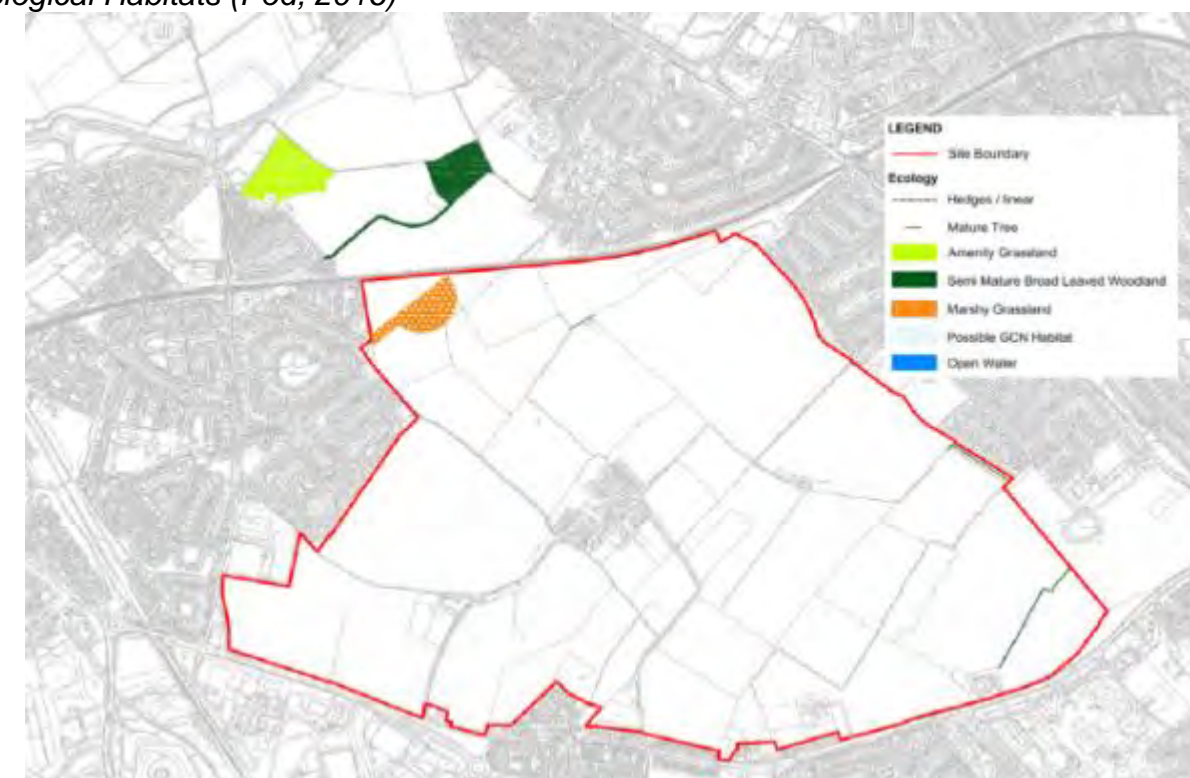 ological Habitats (Pod, 2018)
LEGEND
Site Boundary
Ecology
Hedges / linear
Mature Tree
Amenity Grassland
Semi Mature Broad Leaved Woodland
Marshy Grassland
Possible GCN Habitat
Open Water